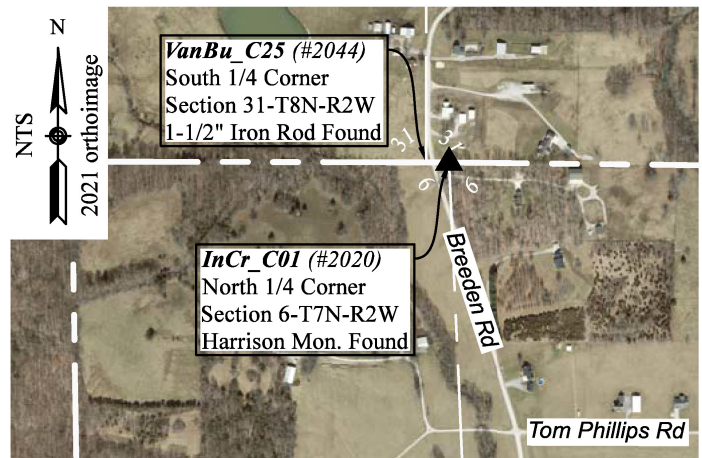 N
NTS
2021 orthoimage
VanBu_C25 (#2044)
South 1/4 Corner
Section 31-T8N-R2W
1-1/2" Iron Rod Found
31
31
6
6
InCr_C01 (#2020)
North 1/4 Corner
Section 6-T7N-R2W
Harrison Mon. Found
Breeden Rd
Tom Phillips Rd